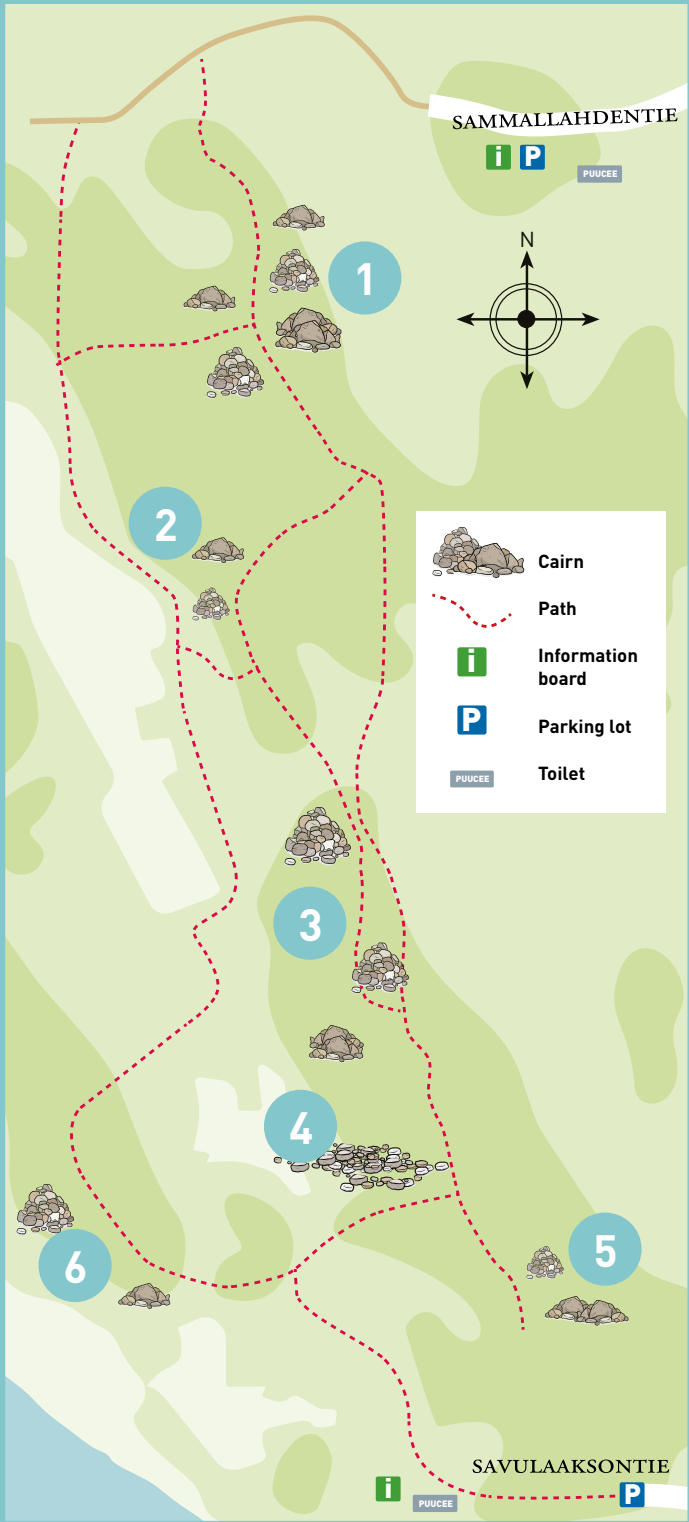 SAMMALLAHDENTIE
i P
PUUCEE
N
1
2
Cairn
Path
i Information
board
P Parking lot
PUUCEE Toilet
3
4
5
6
SAVULAAKSONTIE
i
PUUCEE
P